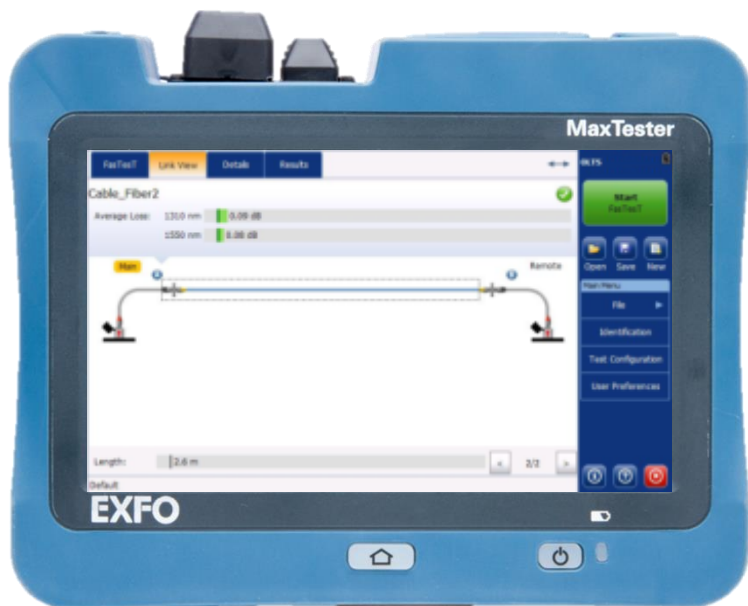 MaxTester
FasTesT Link View Details Results
OLTS
Cable_Fiber2
Average Loss: 1310 nm 0.09 dB
1550 nm 0.06 dB
Start
FasTesT
Open Save New
Main Menu
File
Identification
Test Configuration
User Preferences
Main
Remote
Length: 2.6 m
2/2
Default
EXFO